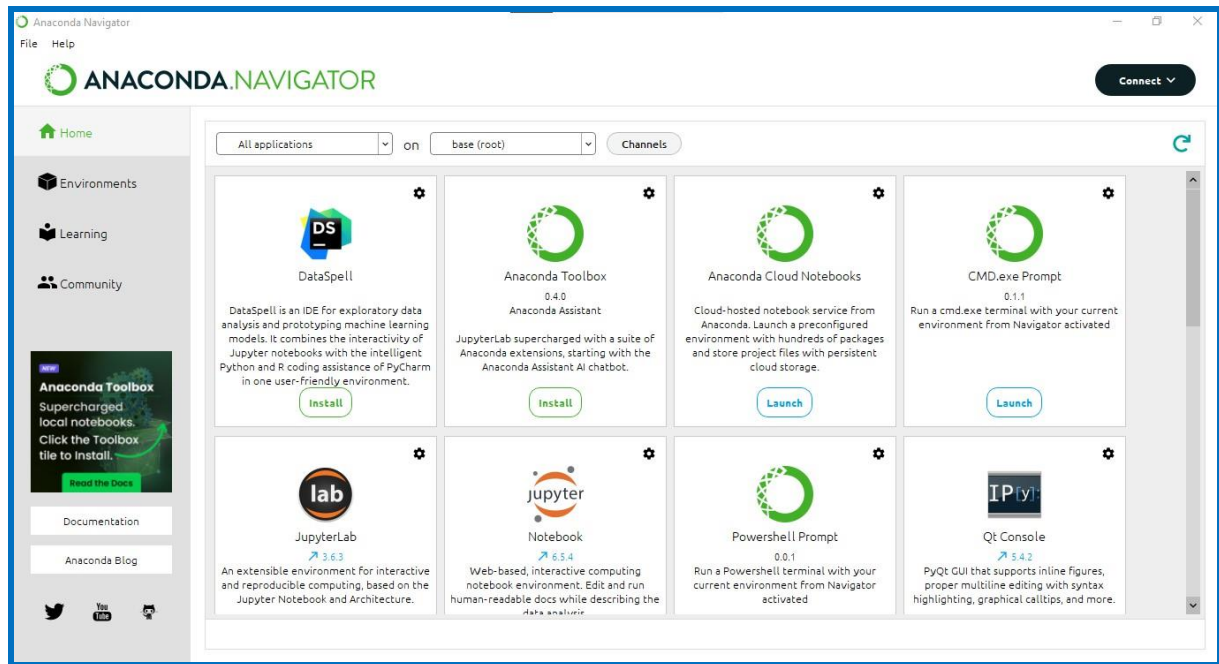 Anaconda Navigator
File Help
ANACONDA.NAVIGATOR
Connect
Home
Environments
Learning
Community
NEW
Anaconda Toolbox
Supercharged
local notebooks.
Click the Toolbox
tile to Install.
Read the Docs
Documentation
Anaconda Blog
You
Tube
All applications on base (root) Channels
DS
DataSpell
DataSpell is an IDE for exploratory data
analysis and prototyping machine learning
models. It combines the interactivity of
Jupyter notebooks with the intelligent
Python and R coding assistance of PyCharm
in one user-friendly environment.
Install
Anaconda Toolbox
0.4.0
Anaconda Assistant
JupyterLab supercharged with a suite of
Anaconda extensions, starting with the
Anaconda Assistant AI chatbot.
Install
Anaconda Cloud Notebooks
Cloud-hosted notebook service from
Anaconda. Launch a preconfigured
environment with hundreds of packages
and store project files with persistent
cloud storage.
Launch
CMD.exe Prompt
0.1.1
Run a cmd.exe terminal with your current
environment from Navigator activated
Launch
lab
JupyterLab
3.6.3
An extensible environment for interactive
and reproducible computing, based on the
Jupyter Notebook and Architecture.
jupyter
Notebook
6.5.4
Web-based, interactive computing
notebook environment. Edit and run
human-readable docs while describing the
data analysis
Powershell Prompt
0.0.1
Run a Powershell terminal with your
current environment from Navigator
activated
IP[y]:
Qt Console
5.4.2
PyQt GUI that supports inline figures,
proper multiline editing with syntax
highlighting, graphical calltips, and more.